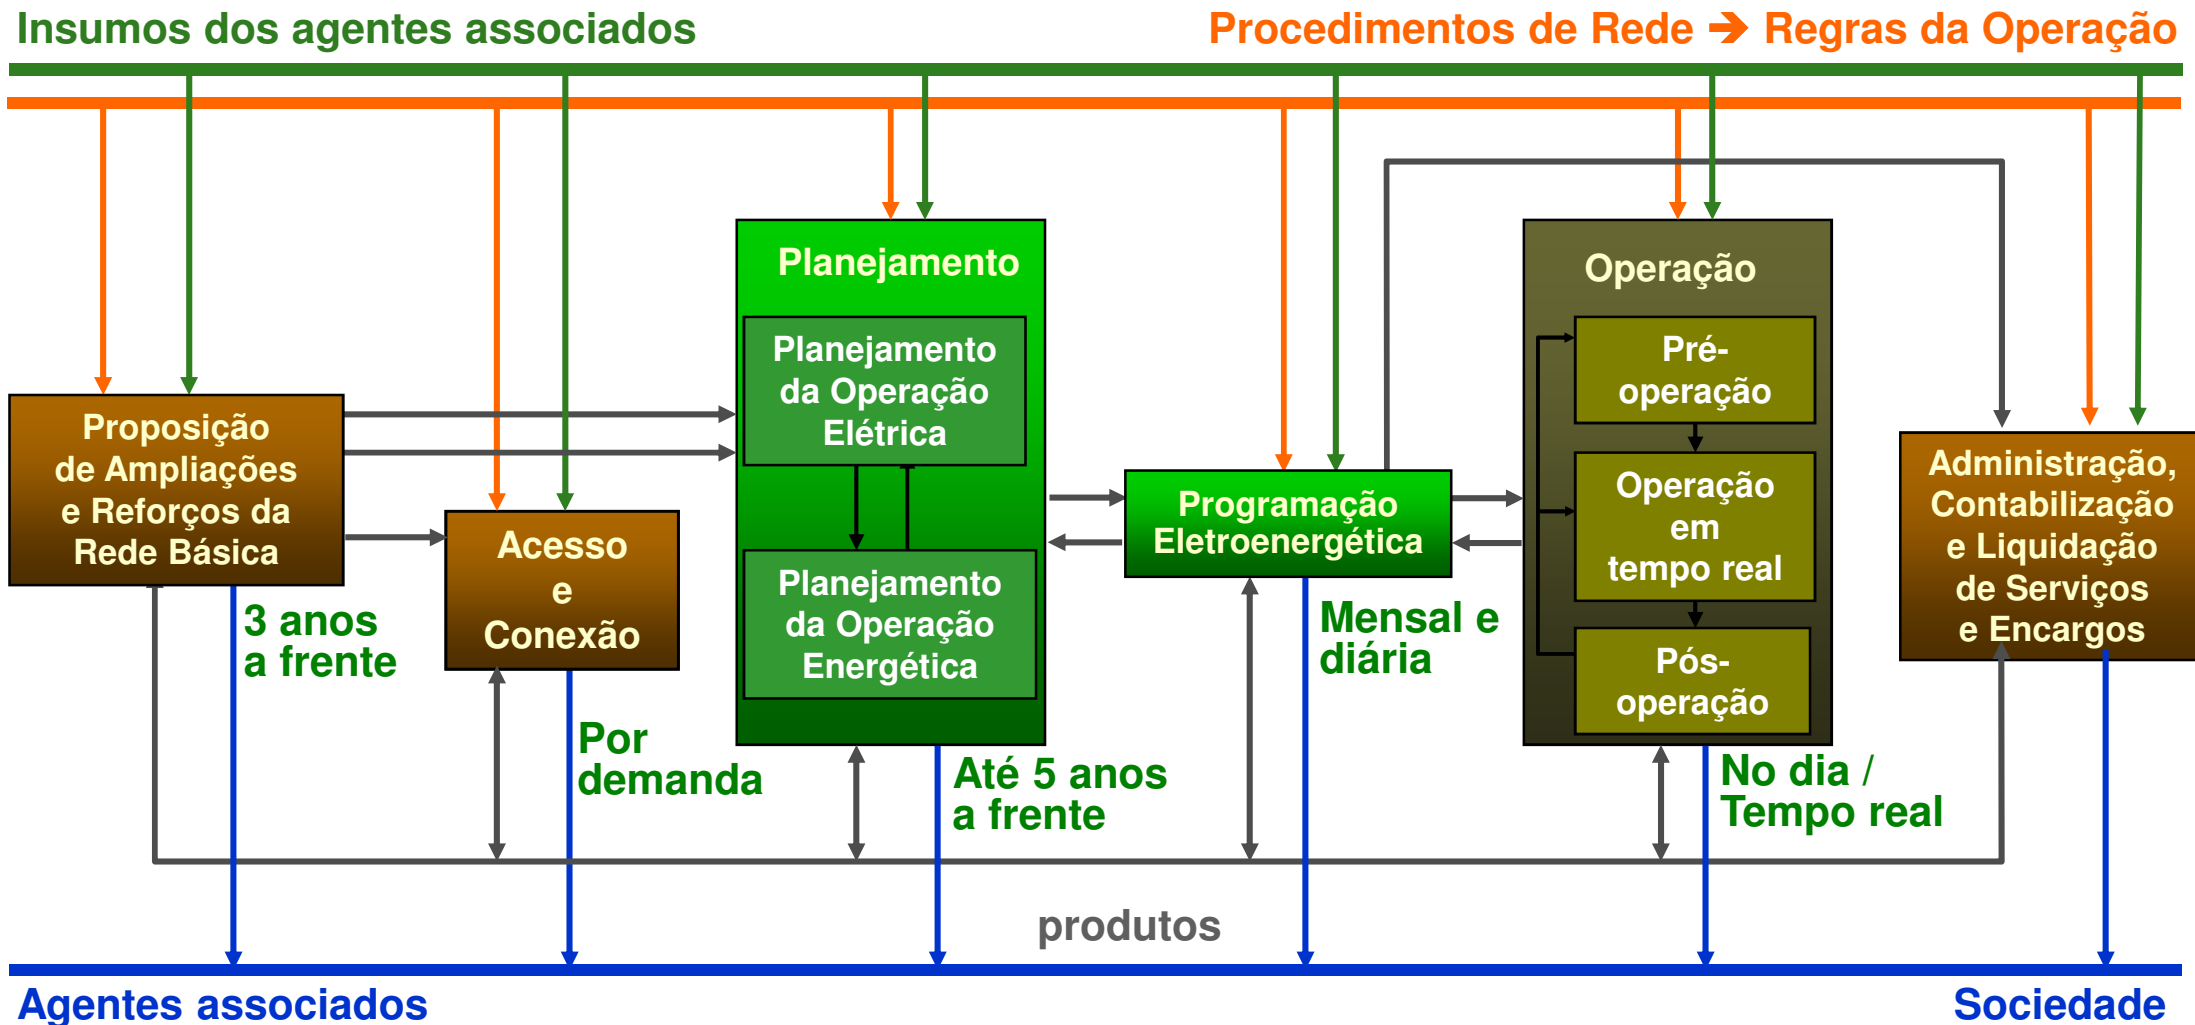 Insumos dos agentes associados
Procedimentos de Rede ➔ Regras da Operação
Proposição
de Ampliações
e Reforços da
Rede Básica
3 anos
a frente
Acesso
e
Conexão
Por
demanda
Planejamento
Planejamento
da Operação
Elétrica
Planejamento
da Operação
Energética
Até 5 anos
a frente
Programação
Eletroenergética
Mensal e
diária
Operação
Pré-
operação
Operação
em
tempo real
Pós-
operação
No dia /
Tempo real
Administração,
Contabilização
e Liquidação
de Serviços
e Encargos
produtos
Agentes associados
Sociedade